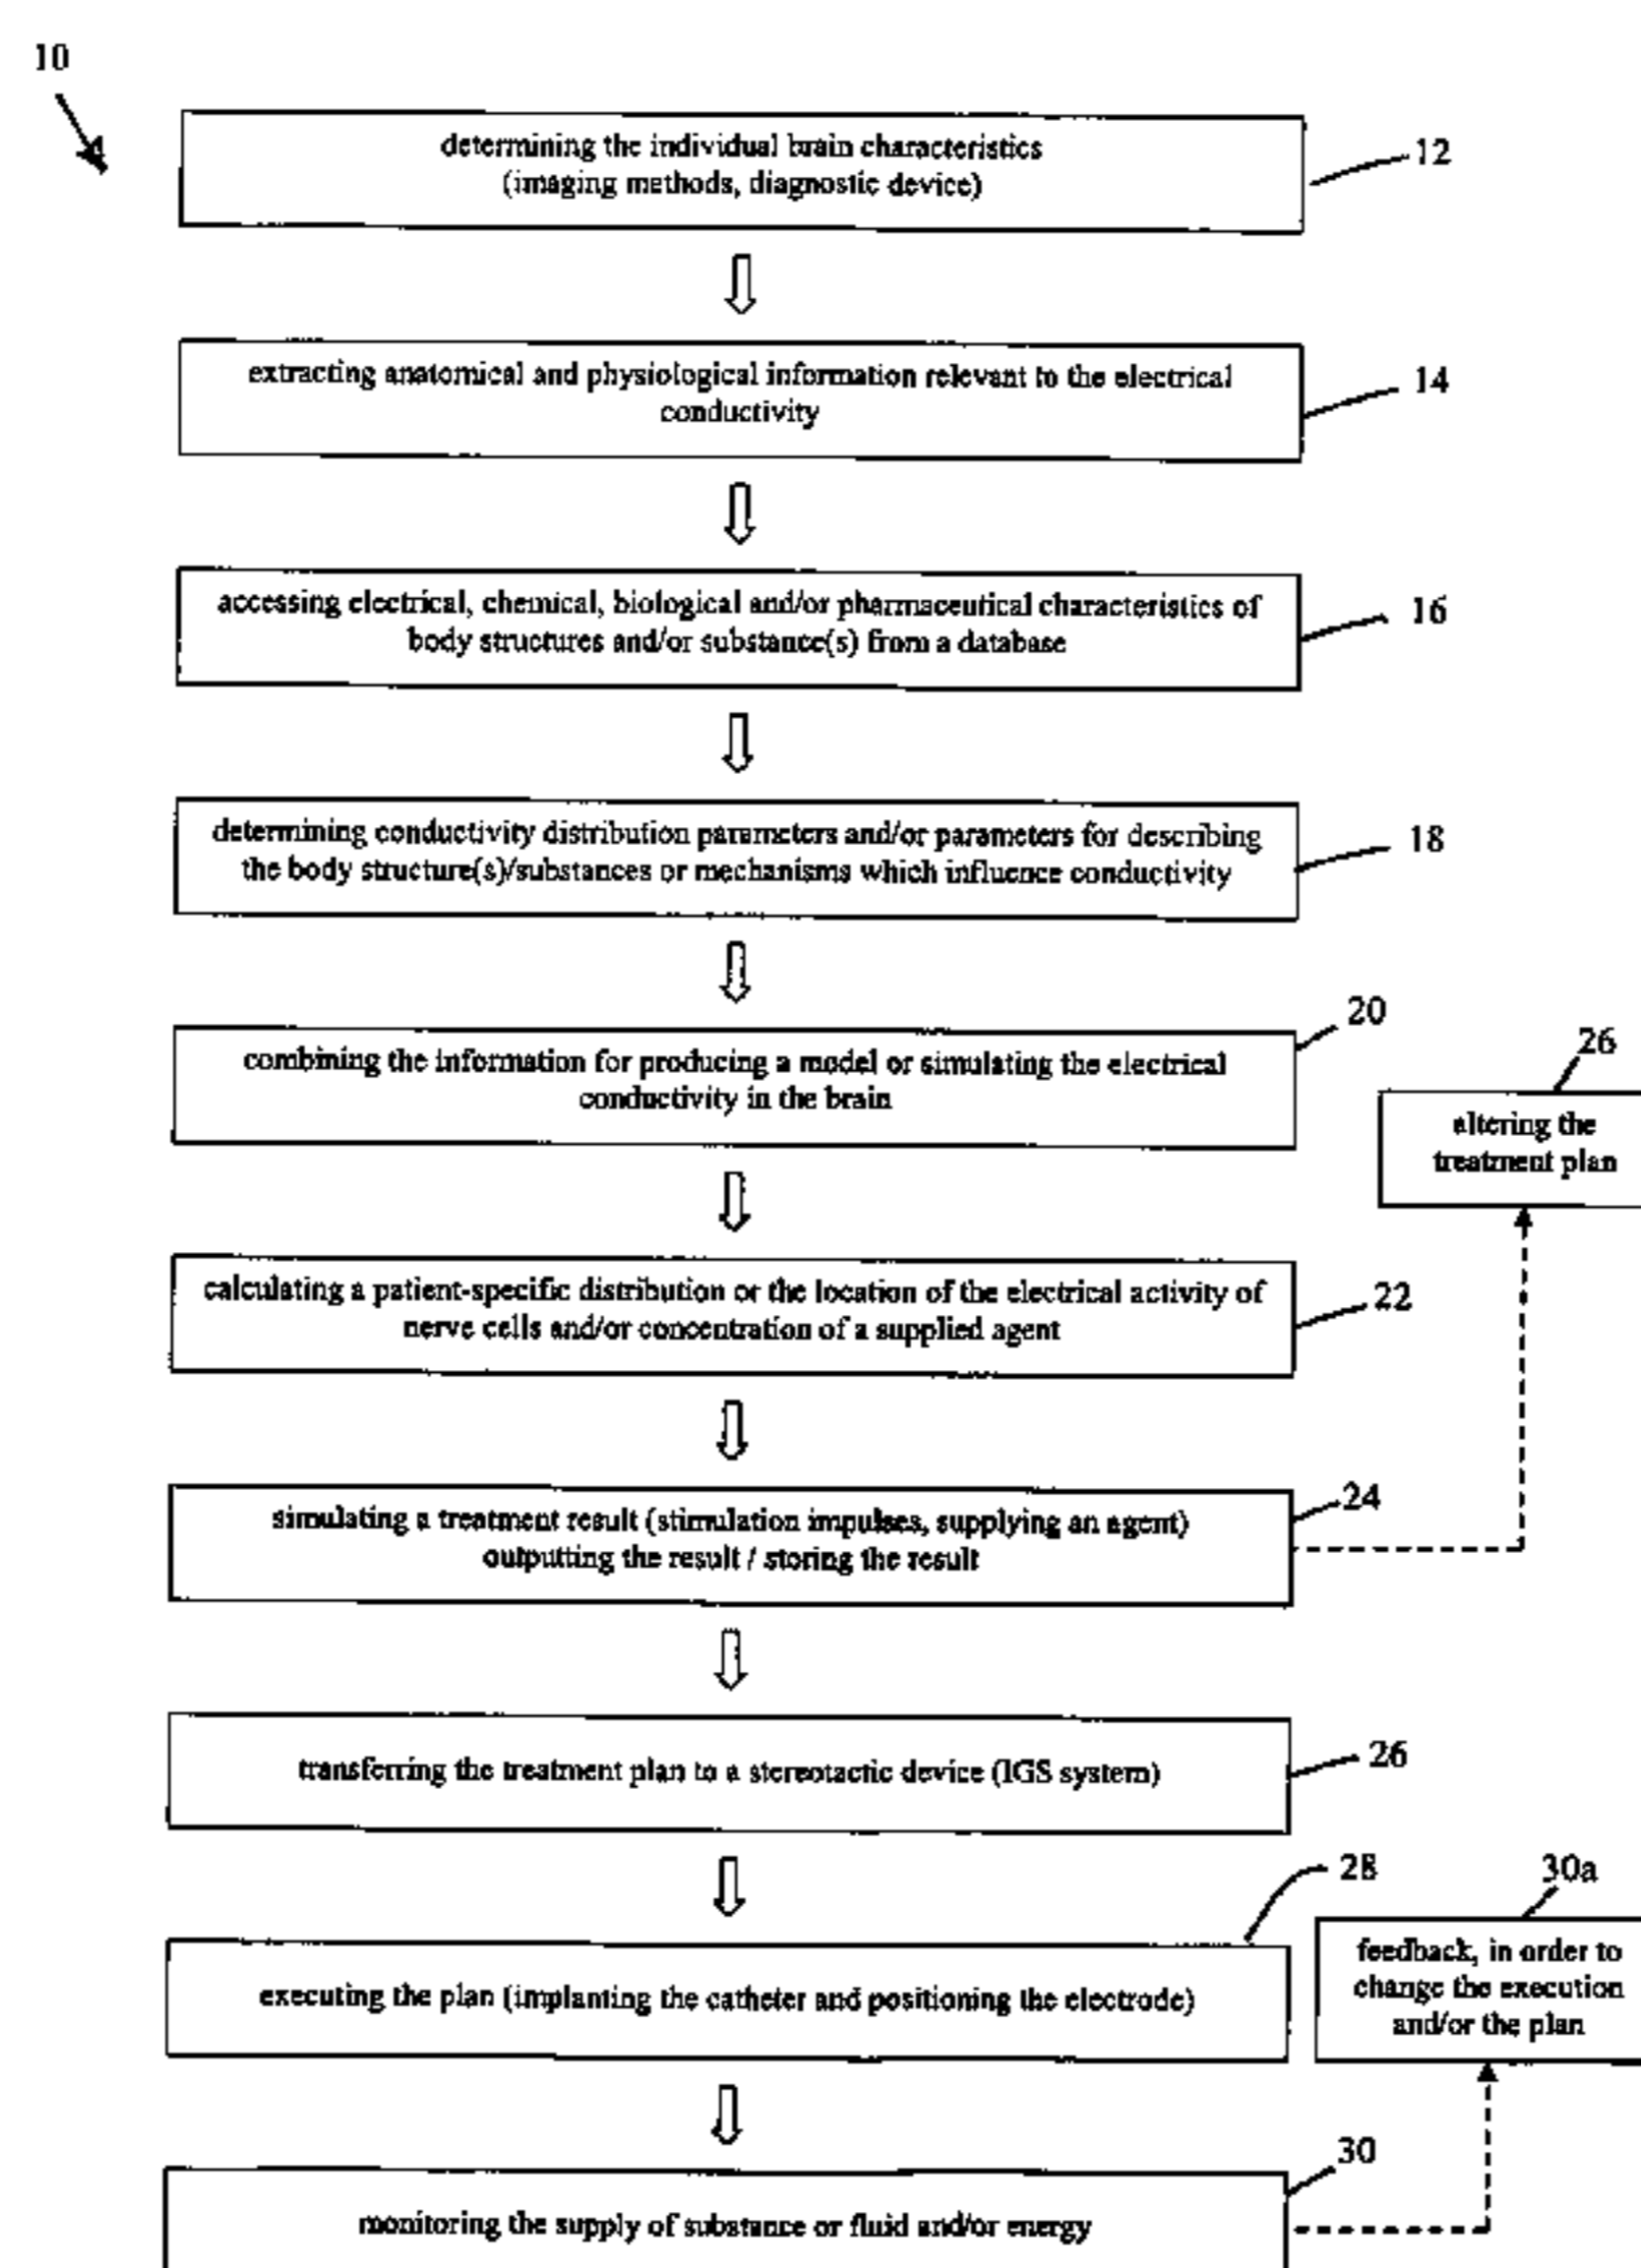 10
determining the individual brain characteristics
(imaging methods, diagnostic device)
12
extracting anatomical and physiological information relevant to the electrical
conductivity
14
accessing electrical, chemical, biological and/or pharmaceutical characteristics of
body structures and/or substance(s) from a database
16
determining conductivity distribution parameters and/or parameters for describing
the body structure(s)/substances or mechanisms which influence conductivity
18
combining the information for producing a model or simulating the electrical
conductivity in the brain
20
26
altering the
treatment plan
calculating a patient-specific distribution or the location of the electrical activity of
nerve cells and/or concentration of a supplied agent
22
simulating a treatment result (stimulation impulses, supplying an agent)
outputting the result / storing the result
24
transferring the treatment plan to a stereotactic device (IGS system)
26
executing the plan (implanting the catheter and positioning the electrode)
28
30a
feedback, in order to
change the execution
and/or the plan
monitoring the supply of substance or fluid and/or energy
30